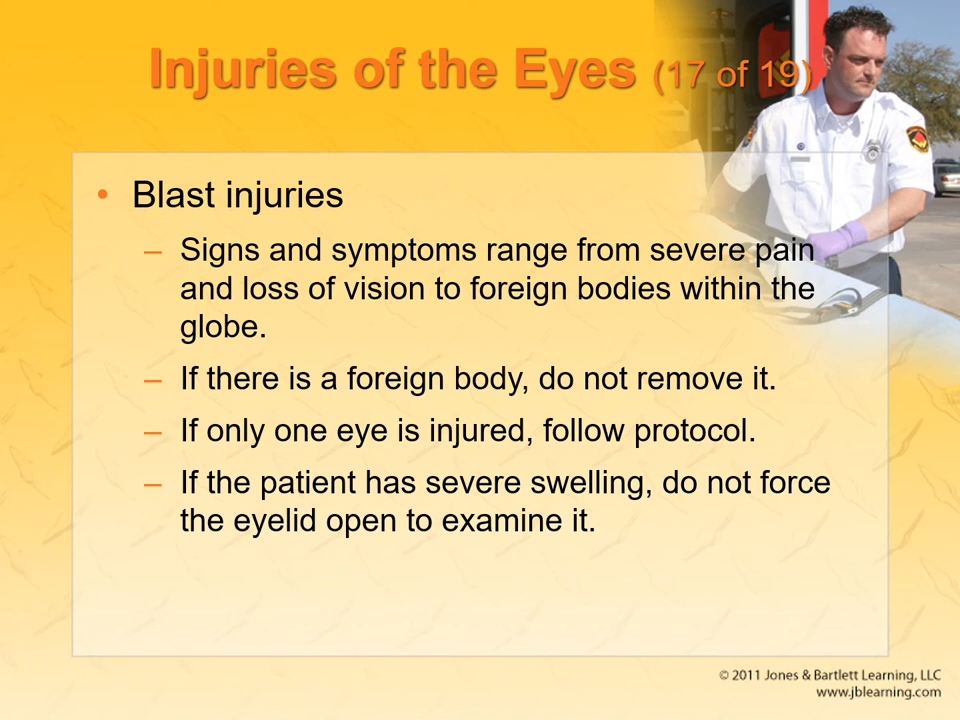 Injuries of the Eyes (17 of 19)
• Blast injuries
– Signs and symptoms range from severe pain
and loss of vision to foreign bodies within the
globe.
– If there is a foreign body, do not remove it.
– If only one eye is injured, follow protocol.
– If the patient has severe swelling, do not force
the eyelid open to examine it.
© 2011 Jones & Bartlett Learning, LLC
www.jblearning.com